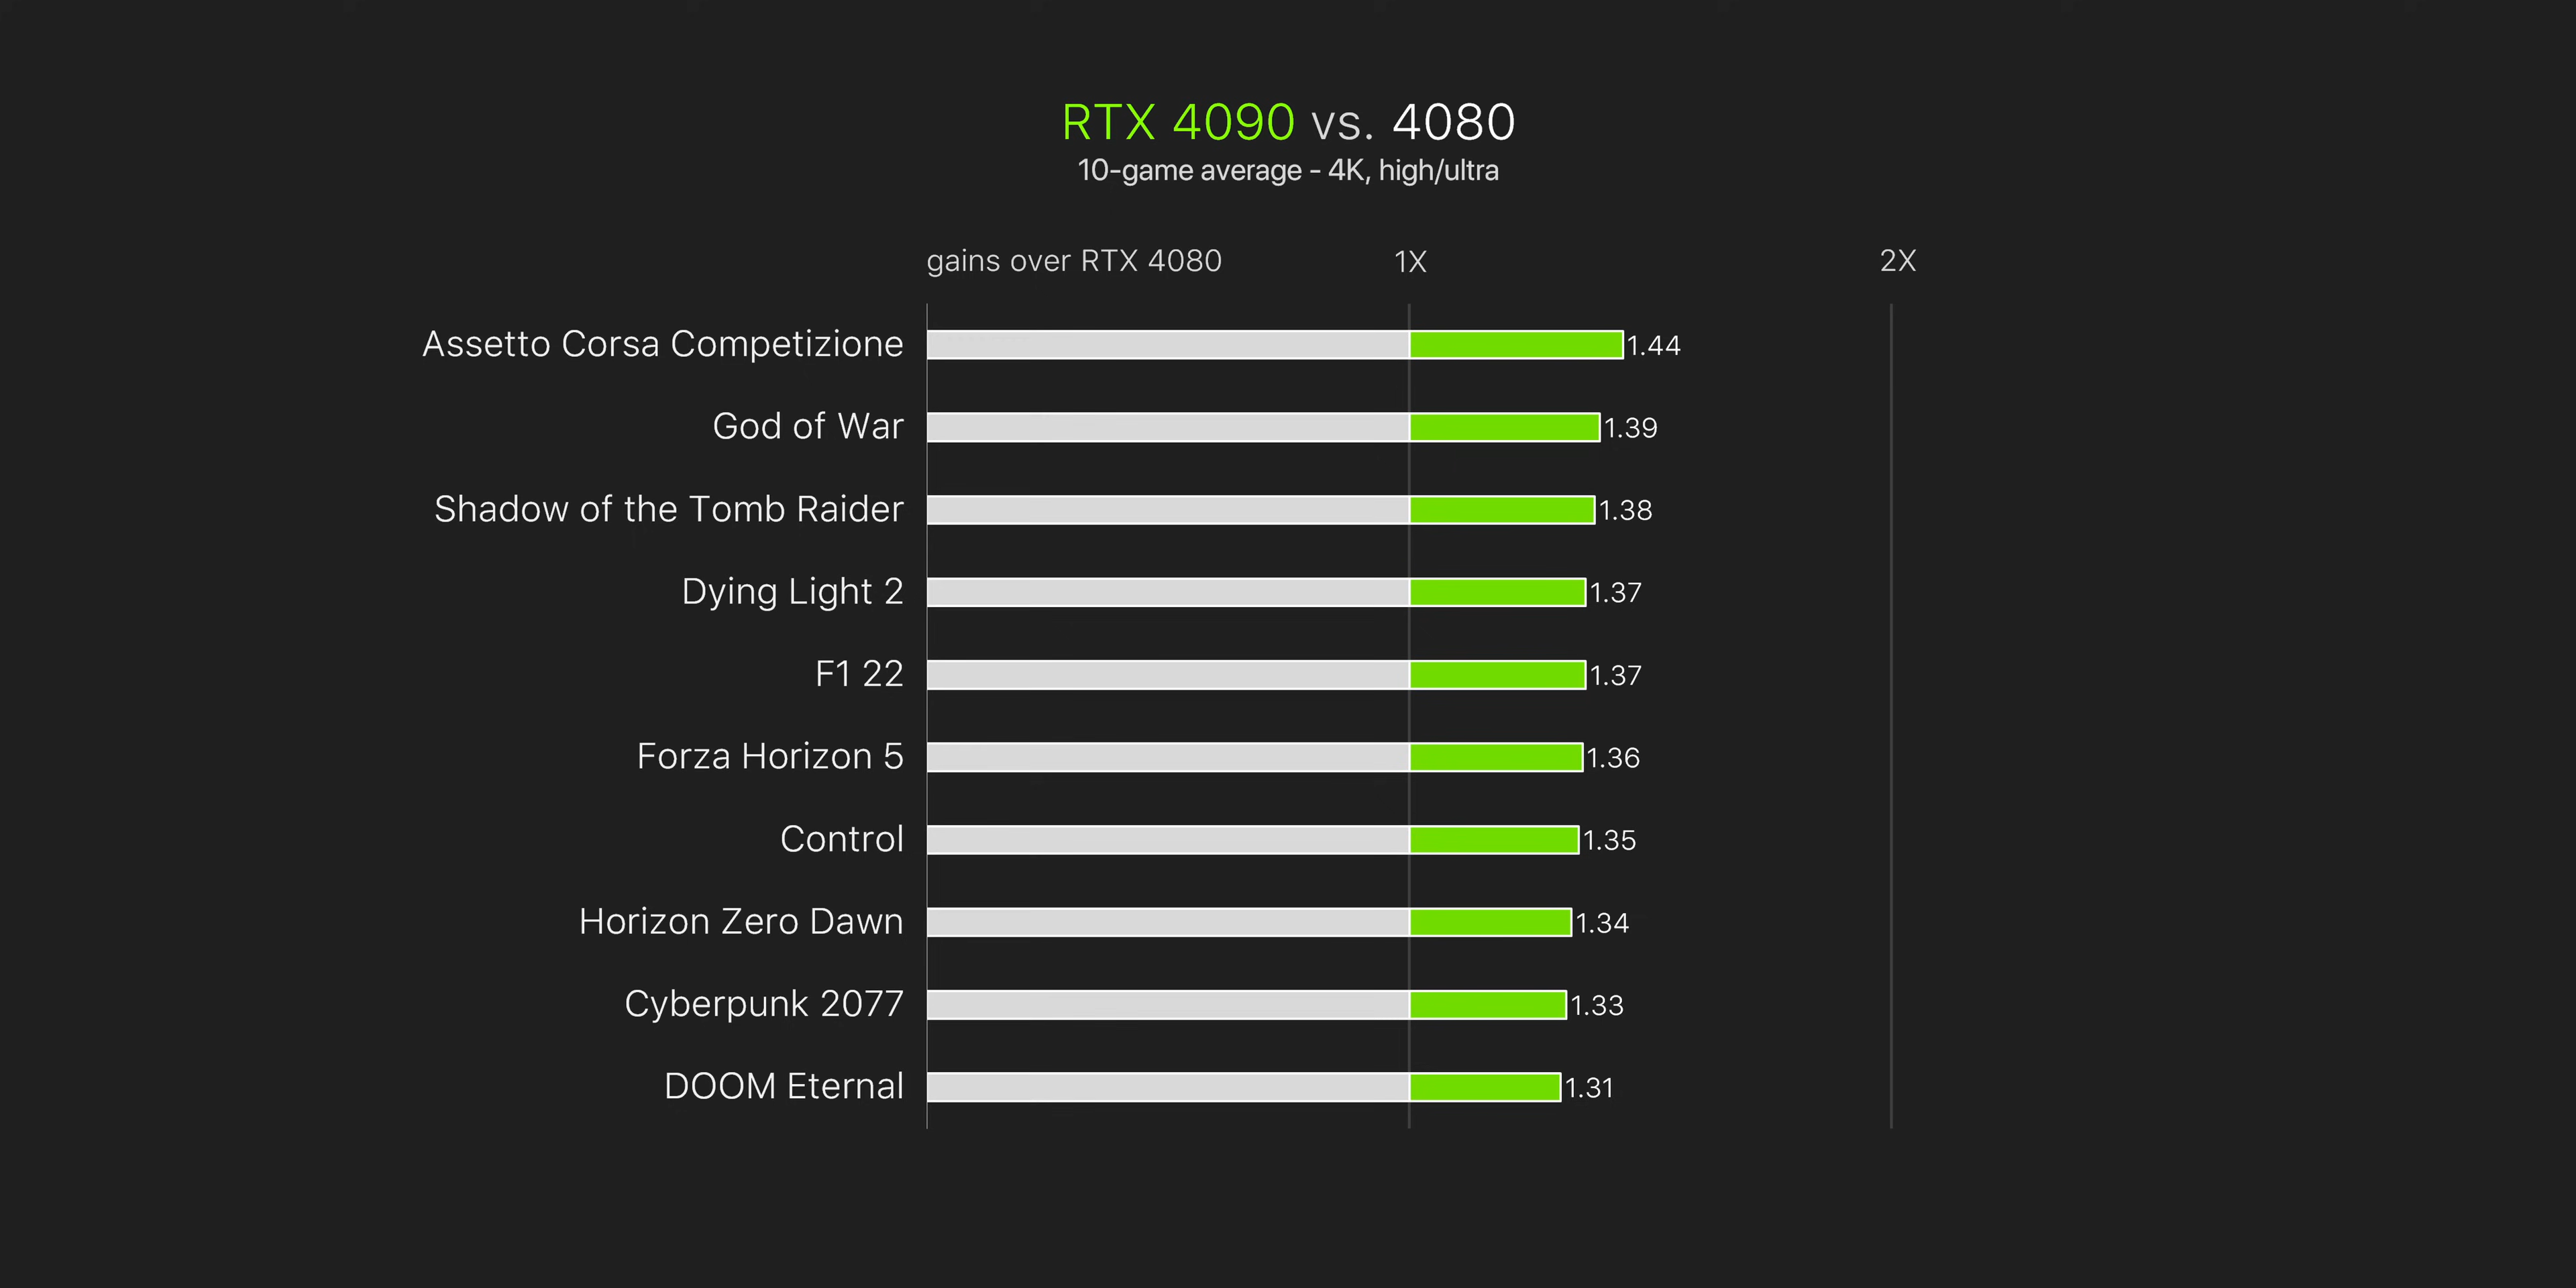 RTX 4090 vs. 4080
10-game average - 4K, high/ultra
gains over RTX 4080 1X 2X
Assetto Corsa Competizione 1.44
God of War 1.39
Shadow of the Tomb Raider 1.38
Dying Light 2 1.37
F1 22 1.37
Forza Horizon 5 1.36
Control 1.35
Horizon Zero Dawn 1.34
Cyberpunk 2077 1.33
DOOM Eternal 1.31